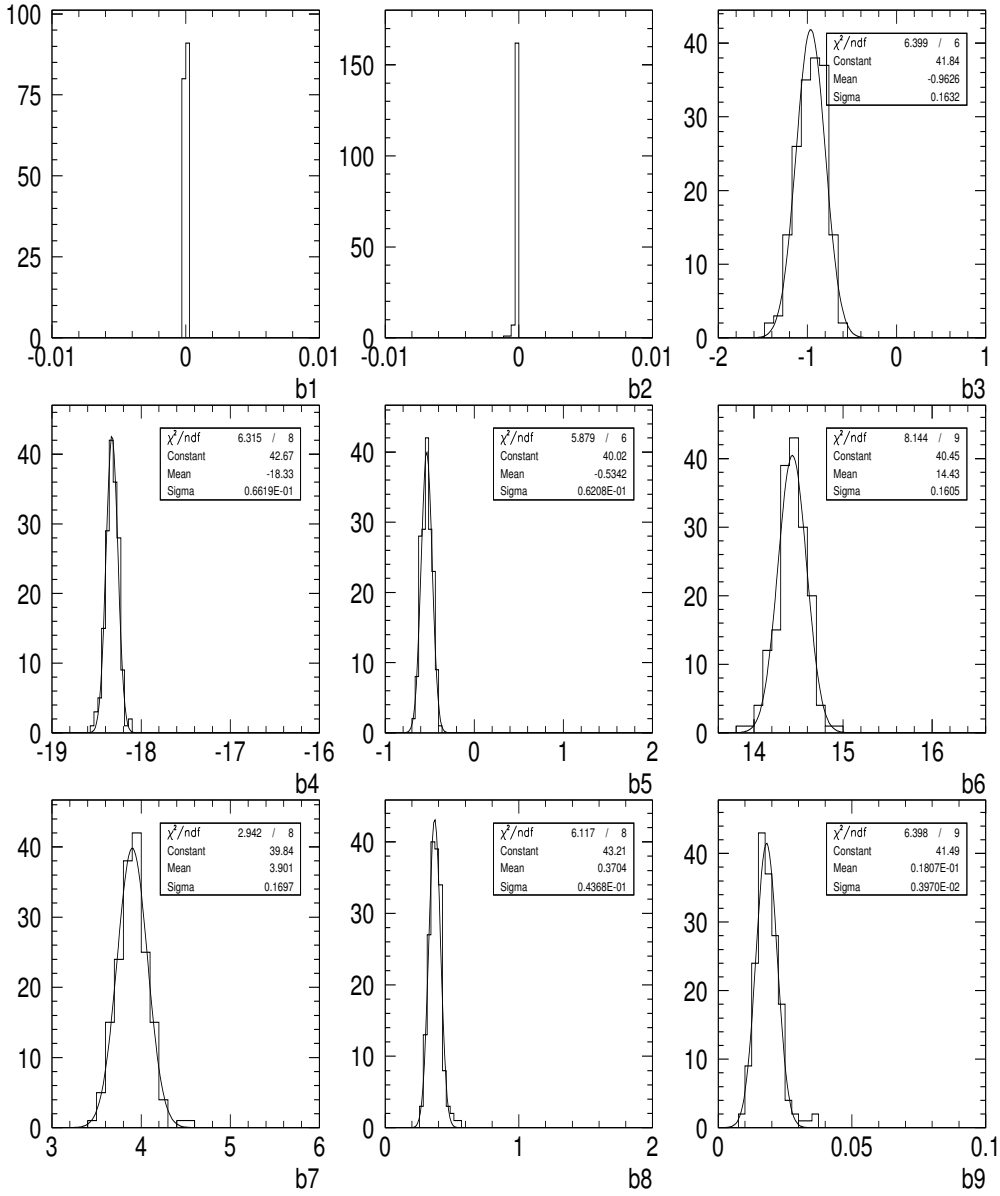 100
75
50
25
0
-0.01 0 0.01
b1
150
100
50
0
-0.01 0 0.01
b2
40
30
20
10
0
χ²/ndf 6.399 / 6
Constant 41.84
Mean -0.9626
Sigma 0.1632
-2 -1 0 1
b3
40
30
20
10
0
χ²/ndf 6.315 / 8
Constant 42.67
Mean -18.33
Sigma 0.6619E-01
-19 -18 -17 -16
b4
40
30
20
10
0
χ²/ndf 5.879 / 6
Constant 40.02
Mean -0.5342
Sigma 0.6208E-01
-1 0 1 2
b5
40
30
20
10
0
χ²/ndf 8.144 / 9
Constant 40.45
Mean 14.43
Sigma 0.1605
14 15 16
b6
40
30
20
10
0
χ²/ndf 2.942 / 8
Constant 39.84
Mean 3.901
Sigma 0.1697
3 4 5 6
b7
40
30
20
10
0
χ²/ndf 6.117 / 8
Constant 43.21
Mean 0.3704
Sigma 0.4368E-01
0 1 2
b8
40
30
20
10
0
χ²/ndf 6.398 / 9
Constant 41.49
Mean 0.1807E-01
Sigma 0.3970E-02
0 0.05 0.1
b9